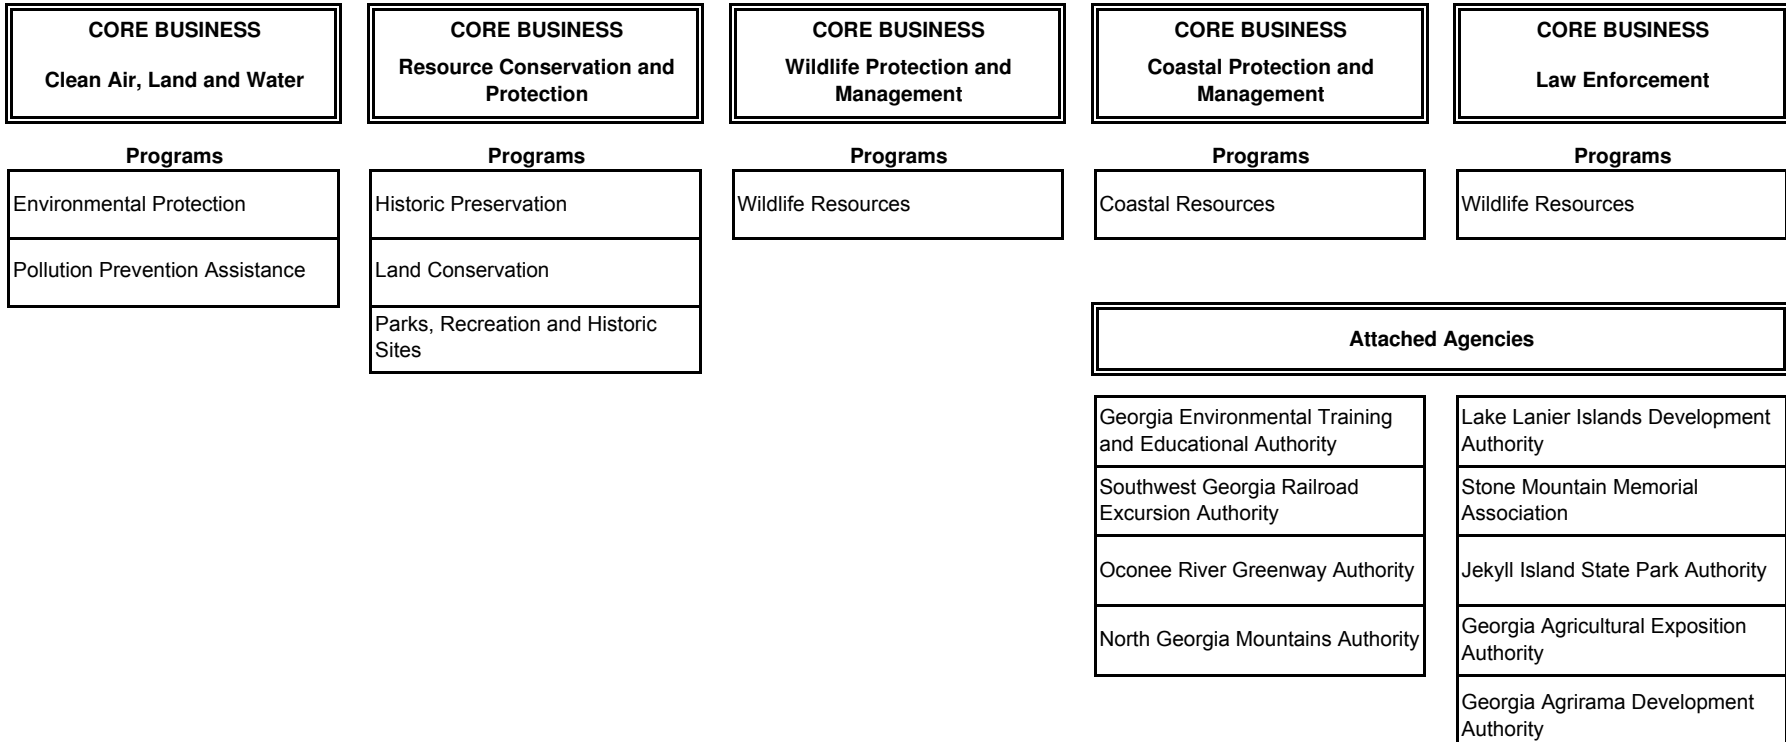 CORE BUSINESS
Clean Air, Land and Water
CORE BUSINESS
Resource Conservation and
Protection
CORE BUSINESS
Wildlife Protection and
Management
CORE BUSINESS
Coastal Protection and
Management
CORE BUSINESS
Law Enforcement
Programs
Environmental Protection
Pollution Prevention Assistance
Programs
Historic Preservation
Land Conservation
Parks, Recreation and Historic
Sites
Programs
Wildlife Resources
Programs
Coastal Resources
Programs
Wildlife Resources
Attached Agencies
Georgia Environmental Training
and Educational Authority
Southwest Georgia Railroad
Excursion Authority
Oconee River Greenway Authority
North Georgia Mountains Authority
Lake Lanier Islands Development
Authority
Stone Mountain Memorial
Association
Jekyll Island State Park Authority
Georgia Agricultural Exposition
Authority
Georgia Agrirama Development
Authority